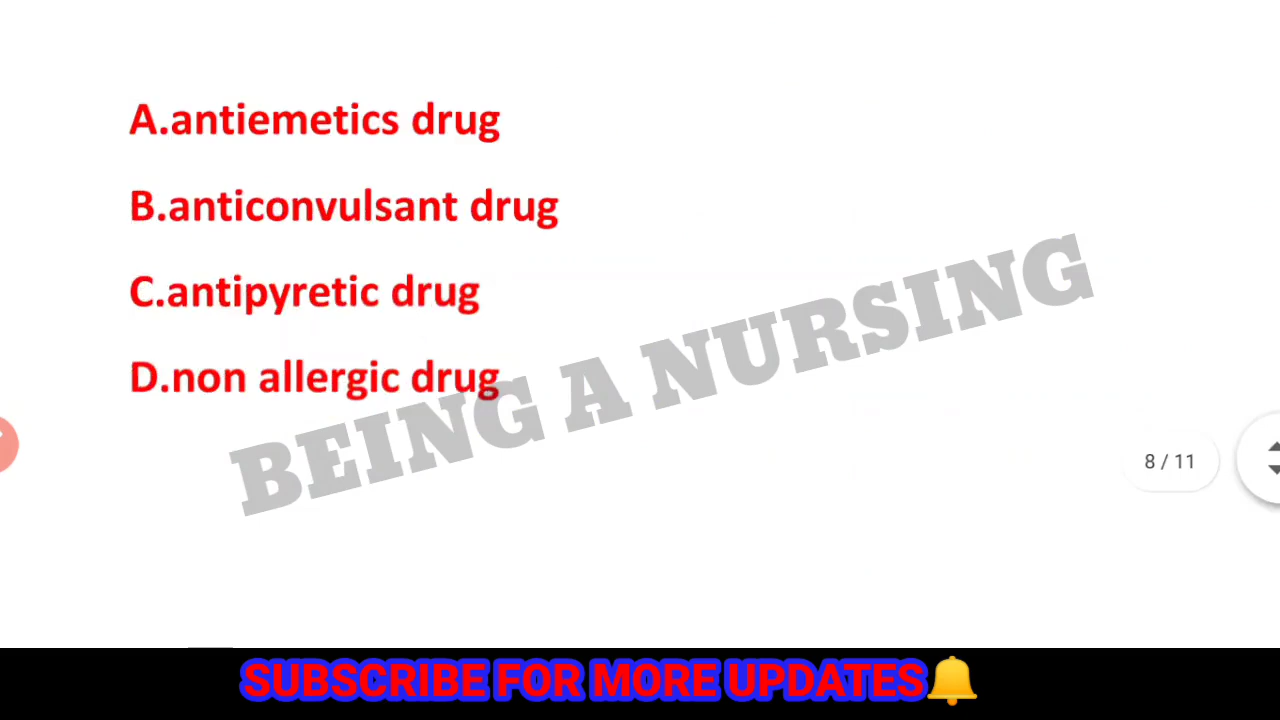 A.antiemetics drug
B.anticonvulsant drug
C.antipyretic drug
D.non allergic drug
BEING A NURSING
8 / 11
SUBSCRIBE FOR MORE UPDATES🔔